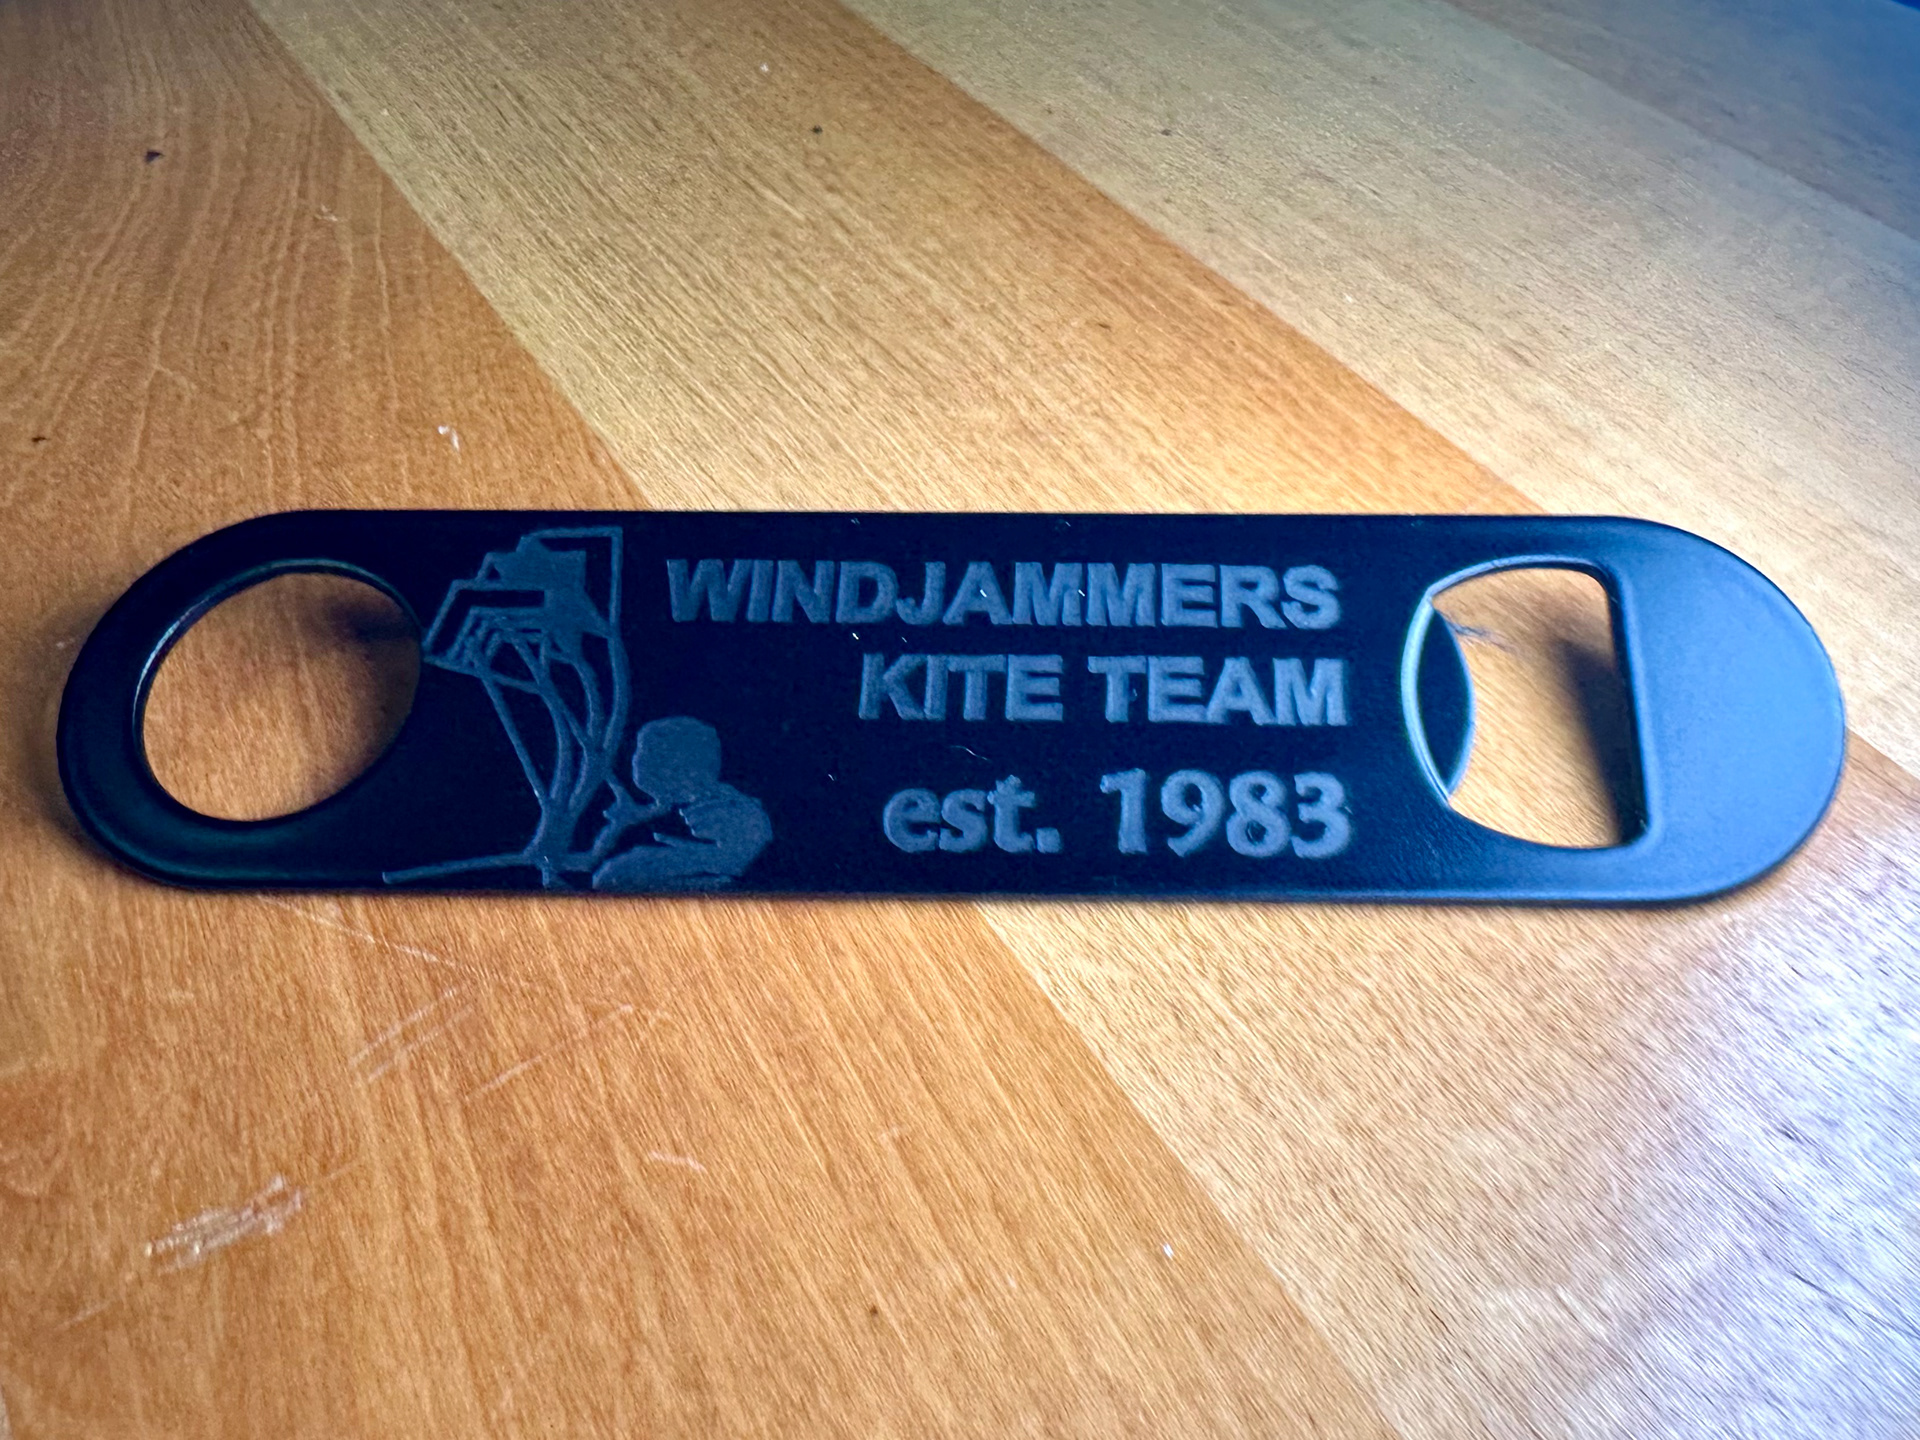 WINDJAMMERS
KITE TEAM
est. 1983